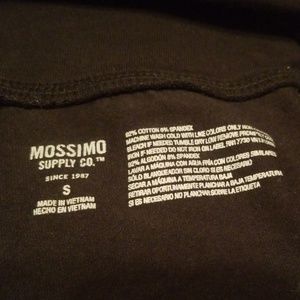 MOSSIMO
SUPPLY CO.™
SINCE 1987
S
MADE IN VIETNAM
HECHO EN VIETNAM
92% COTTON 8% SPANDEX
MACHINE WASH COLD WITH LIKE COLORS ONLY NON
BLEACH IF NEEDED TUMBLE DRY LOW REMOVE PROMPTLY
IRON IF NEEDED DO NOT IRON ON LABEL RN# 17730
92% ALGODÓN 8% SPANDEX
LAVAR A MÁQUINA CON AGUA FRÍA CON COLORES SIMILARES
SÓLO BLANQUEADOR SIN CLORO SI ES NECESARIO
SECAR A MÁQUINA A TEMPERATURA BAJA
RETIRAR OPORTUNAMENTE PLANCHAR A BAJA TEMPERATURA
SI ES NECESARIO NO PLANCHAR SOBRE LA ETIQUETA